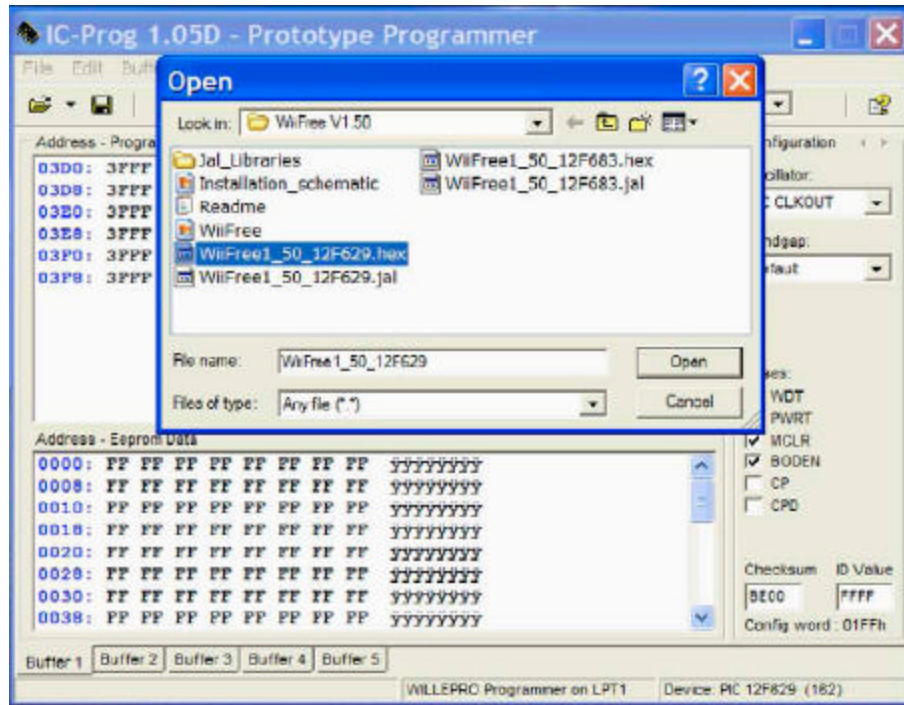 IC-Prog 1.05D - Prototype Programmer
File Edit Buff
Open
Look in: WiiFree V1.50
Address - Progra
03D0: 3FFF
03D8: 3FFF
03E0: 3FFF
03E8: 3FFF
03F0: 3FFF
03F8: 3FFF
Jal_Libraries
Installation_schematic
Readme
WiiFree
WiiFree1_50_12F629.hex
WiiFree1_50_12F629.jal
WiiFree1_50_12F683.hex
WiiFree1_50_12F683.jal
File name: WiiFree1_50_12F629
Open
Files of type: Any file (*.*)
Cancel
nfiguration
cillator:
C CLKOUT
ndgap:
efault
ses:
WDT
PWRT
MCLR
BODEN
CP
CPD
Address - Eeprom Data
0000: FF FF FF FF FF FF FF FF ÿÿÿÿÿÿÿÿ
0008: FF FF FF FF FF FF FF FF ÿÿÿÿÿÿÿÿ
0010: FF FF FF FF FF FF FF FF ÿÿÿÿÿÿÿÿ
0018: FF FF FF FF FF FF FF FF ÿÿÿÿÿÿÿÿ
0020: FF FF FF FF FF FF FF FF ÿÿÿÿÿÿÿÿ
0028: FF FF FF FF FF FF FF FF ÿÿÿÿÿÿÿÿ
0030: FF FF FF FF FF FF FF FF ÿÿÿÿÿÿÿÿ
0038: FF FF FF FF FF FF FF FF ÿÿÿÿÿÿÿÿ
Checksum ID Value
BE00 FFFF
Config word : 01FFh
Buffer 1 Buffer 2 Buffer 3 Buffer 4 Buffer 5
WILLEPRO Programmer on LPT1 Device: PIC 12F629 (162)